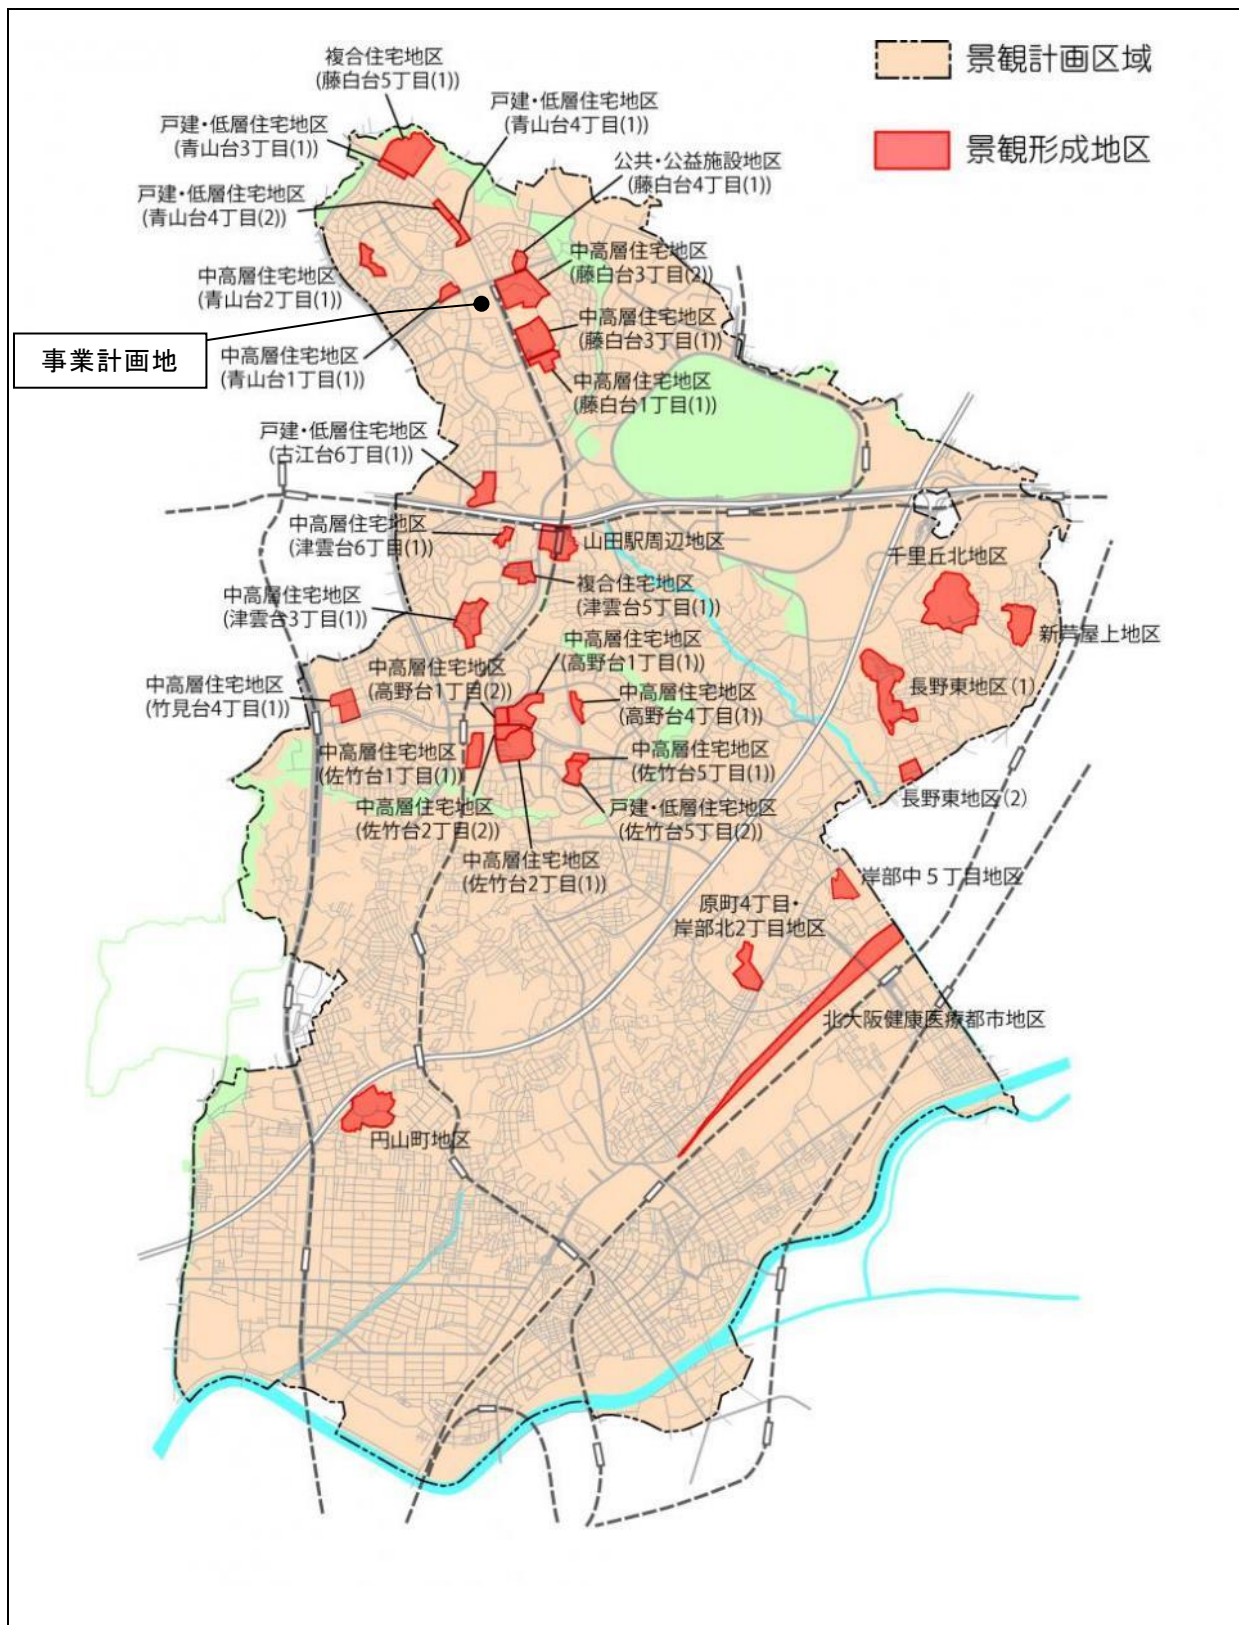 景観計画区域
景観形成地区
複合住宅地区
(藤白台5丁目(1))
戸建・低層住宅地区
(青山台4丁目(1))
戸建・低層住宅地区
(青山台3丁目(1))
公共・公益施設地区
(藤白台4丁目(1))
戸建・低層住宅地区
(青山台4丁目(2))
中高層住宅地区
(藤白台3丁目(2))
中高層住宅地区
(青山台2丁目(1))
中高層住宅地区
(藤白台3丁目(1))
事業計画地
中高層住宅地区
(青山台1丁目(1))
中高層住宅地区
(藤白台1丁目(1))
戸建・低層住宅地区
(古江台6丁目(1))
中高層住宅地区
(津雲台6丁目(1))
山田駅周辺地区
千里丘北地区
複合住宅地区
(津雲台5丁目(1))
中高層住宅地区
(津雲台3丁目(1))
新芦屋上地区
中高層住宅地区
(高野台1丁目(1))
中高層住宅地区
(高野台1丁目(2))
中高層住宅地区
(竹見台4丁目(1))
中高層住宅地区
(高野台4丁目(1))
長野東地区(1)
中高層住宅地区
(佐竹台1丁目(1))
中高層住宅地区
(佐竹台5丁目(1))
長野東地区(2)
中高層住宅地区
(佐竹台2丁目(2))
戸建・低層住宅地区
(佐竹台5丁目(2))
中高層住宅地区
(佐竹台2丁目(1))
岸部中5丁目地区
原町4丁目・
岸部北2丁目地区
北大阪健康医療都市地区
円山町地区